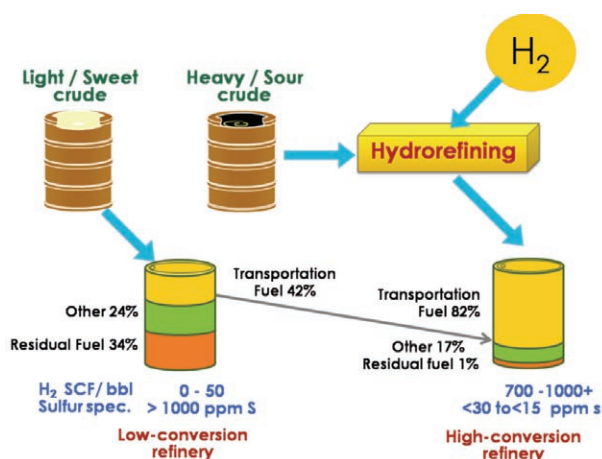 H2
Light / Sweet
crude
Heavy / Sour
crude
Hydrorefining
Transportation
Fuel 42%
Other 24%
Residual Fuel 34%
Transportation
Fuel 82%
Other 17%
Residual fuel 1%
H2 SCF/ bbl
Sulfur spec.
0 - 50
> 1000 ppm S
700 -1000+
<30 to<15 ppm s
Low-conversion
refinery
High-conversion
refinery